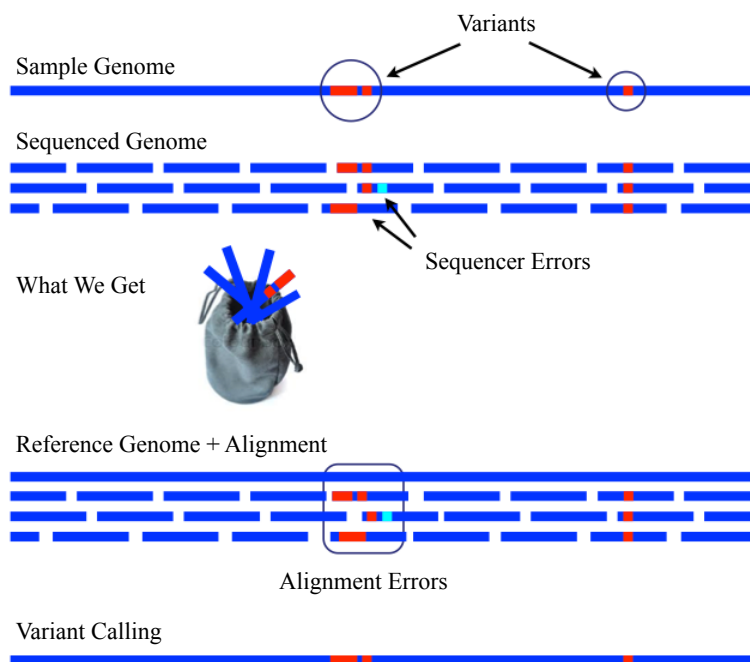 Variants
Sample Genome
Sequenced Genome
Sequencer Errors
What We Get
Reference Genome + Alignment
Alignment Errors
Variant Calling